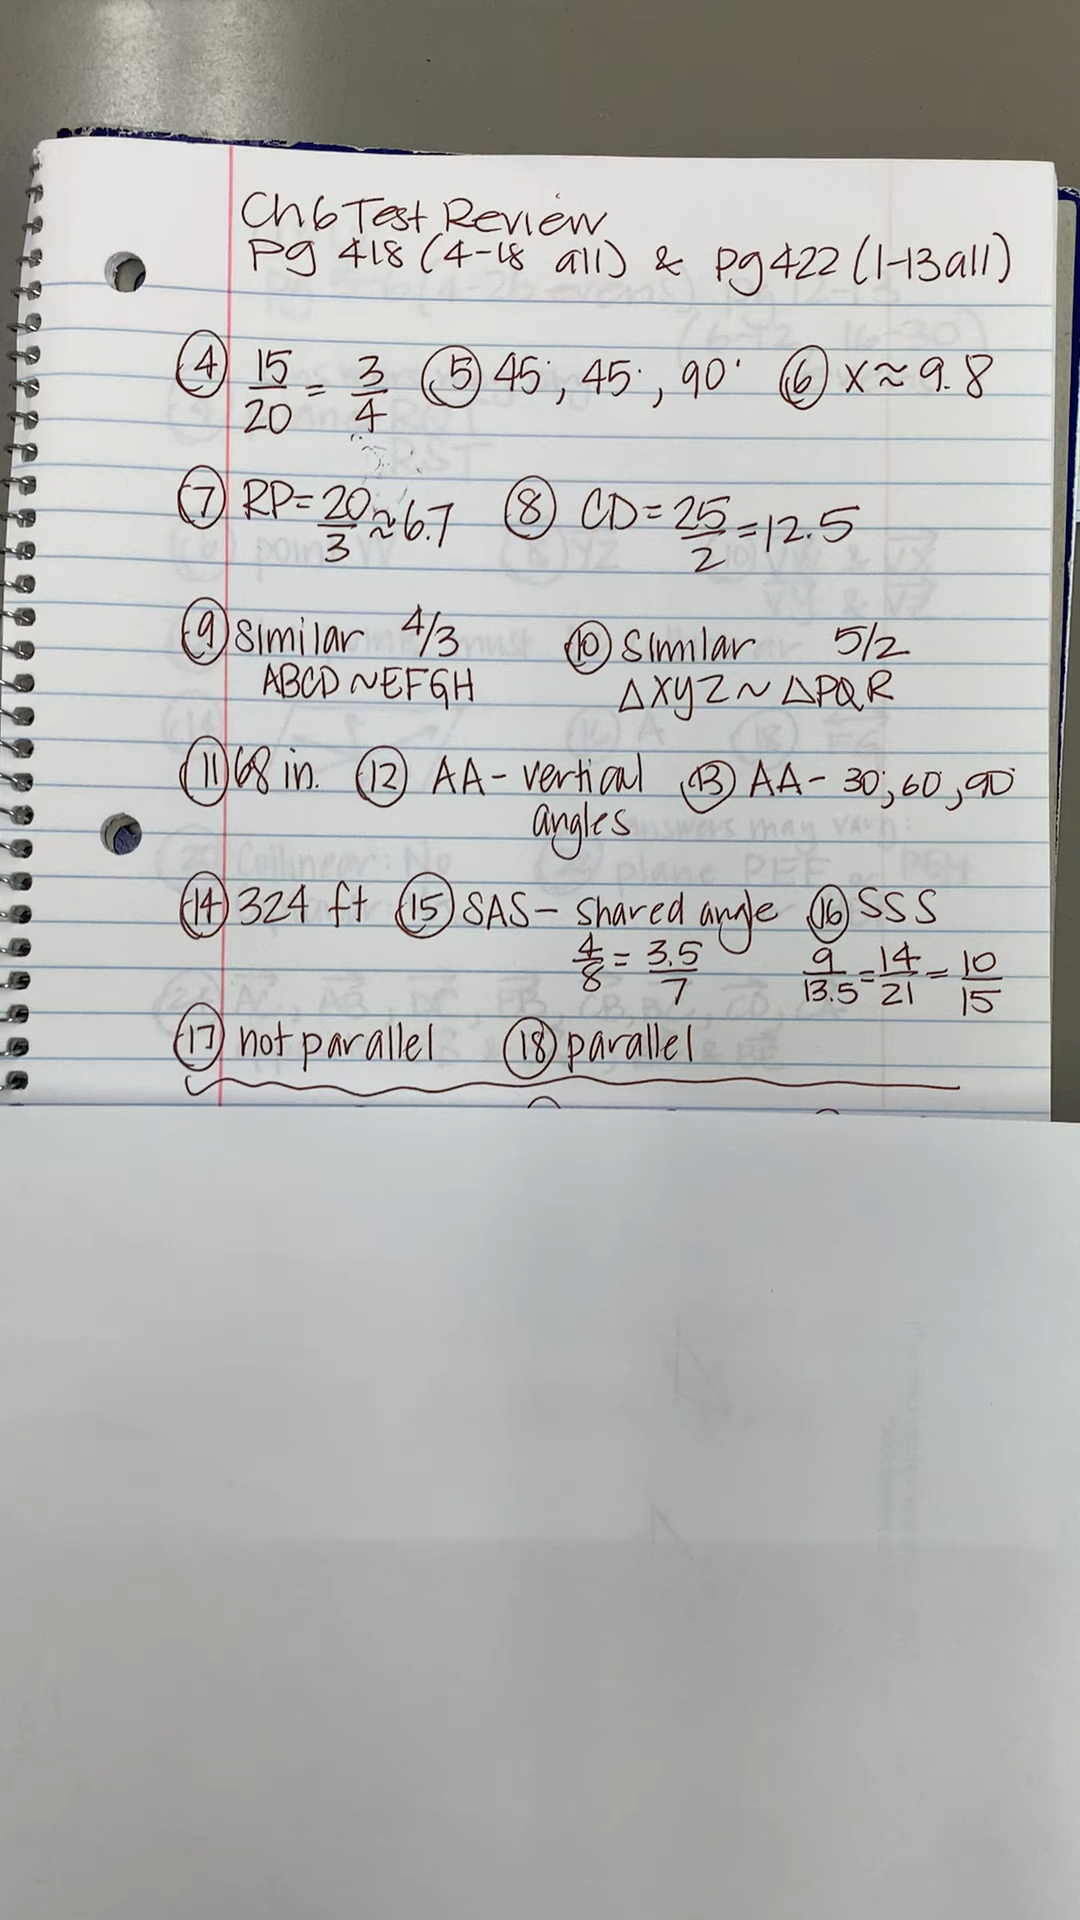 Ch 6 Test Review
pg 418 (4-18 all) & pg 422 (1-13 all)
④ 15/20 = 3/4 ⑤ 45°, 45°, 90° ⑥ x ≈ 9.8
⑦ RP = 20/3 ≈ 6.7 ⑧ CD = 25/2 = 12.5
⑨ similar 4/3 ⑩ similar 5/2
ABCD ~ EFGH △XYZ ~ △PQR
⑪ 68 in. ⑫ AA - vertical ⑬ AA - 30°, 60°, 90°
angles
⑭ 324 ft ⑮ SAS - shared angle ⑯ SSS
4/8 = 3.5/7 9/13.5 = 14/21 = 10/15
⑰ not parallel ⑱ parallel